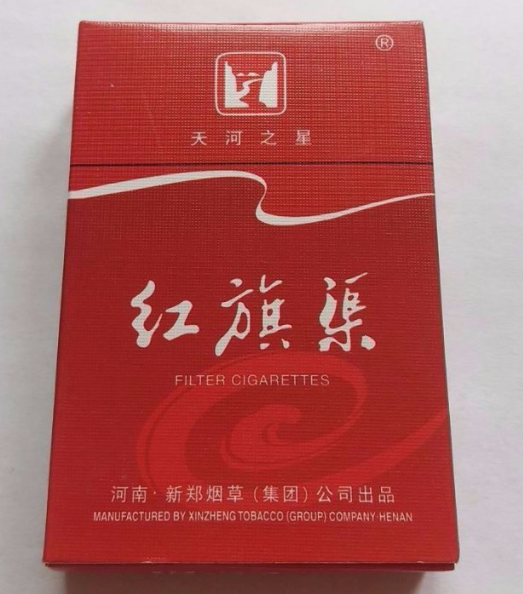 ®
天河之星
红旗渠
FILTER CIGARETTES
河南·新郑烟草(集团)公司出品
MANUFACTURED BY XINZHENG TOBACCO (GROUP) COMPANY·HENAN